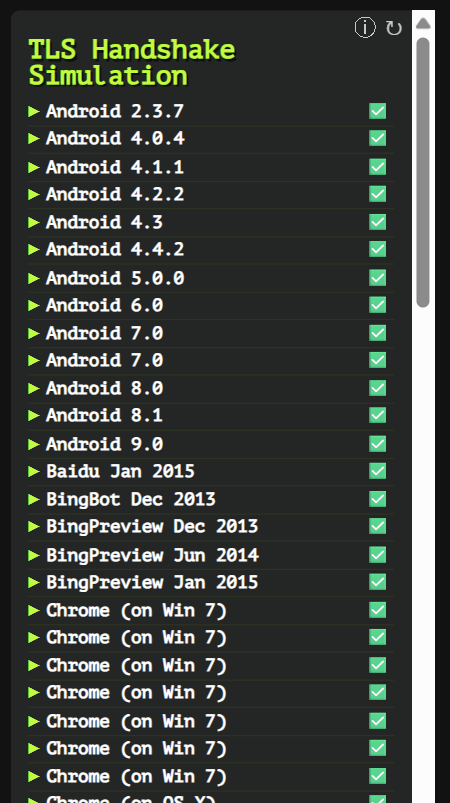 TLS Handshake
Simulation
Android 2.3.7
Android 4.0.4
Android 4.1.1
Android 4.2.2
Android 4.3
Android 4.4.2
Android 5.0.0
Android 6.0
Android 7.0
Android 7.0
Android 8.0
Android 8.1
Android 9.0
Baidu Jan 2015
BingBot Dec 2013
BingPreview Dec 2013
BingPreview Jun 2014
BingPreview Jan 2015
Chrome (on Win 7)
Chrome (on Win 7)
Chrome (on Win 7)
Chrome (on Win 7)
Chrome (on Win 7)
Chrome (on Win 7)
Chrome (on Win 7)
Chrome (on OS X)